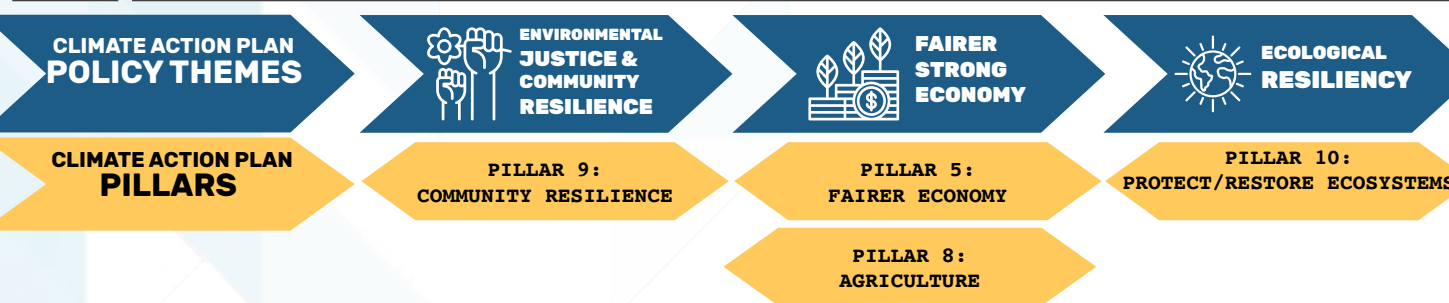 CLIMATE ACTION PLAN
POLICY THEMES
ENVIRONMENTAL
JUSTICE &
COMMUNITY
RESILIENCE
FAIRER
STRONG
ECONOMY
ECOLOGICAL
RESILIENCY
CLIMATE ACTION PLAN
PILLARS
PILLAR 9:
COMMUNITY RESILIENCE
PILLAR 5:
FAIRER ECONOMY
PILLAR 10:
PROTECT/RESTORE ECOSYSTEMS
PILLAR 8:
AGRICULTURE